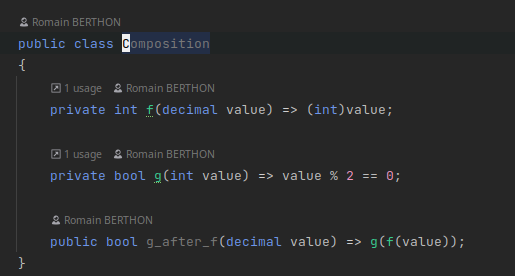 Romain BERTHON
public class Composition
{
1 usage Romain BERTHON
private int f(decimal value) => (int)value;
1 usage Romain BERTHON
private bool g(int value) => value % 2 == 0;
Romain BERTHON
public bool g_after_f(decimal value) => g(f(value));
}